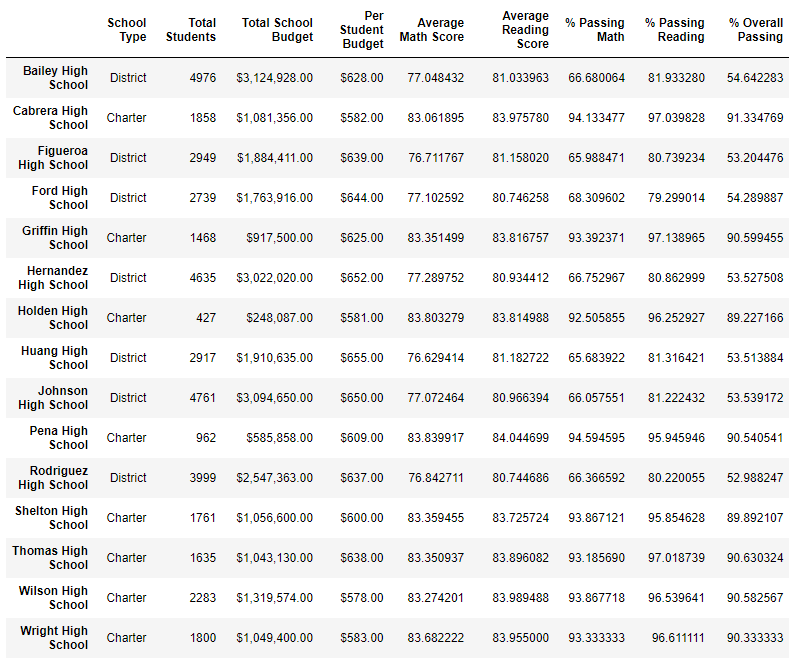 School Type Total Students Total School Budget Per Student Budget Average Math Score Average Reading Score % Passing Math % Passing Reading % Overall Passing
Bailey High School District 4976 $3,124,928.00 $628.00 77.048432 81.033963 66.680064 81.933280 54.642283
Cabrera High School Charter 1858 $1,081,356.00 $582.00 83.061895 83.975780 94.133477 97.039828 91.334769
Figueroa High School District 2949 $1,884,411.00 $639.00 76.711767 81.158020 65.988471 80.739234 53.204476
Ford High School District 2739 $1,763,916.00 $644.00 77.102592 80.746258 68.309602 79.299014 54.289887
Griffin High School Charter 1468 $917,500.00 $625.00 83.351499 83.816757 93.392371 97.138965 90.599455
Hernandez High School District 4635 $3,022,020.00 $652.00 77.289752 80.934412 66.752967 80.862999 53.527508
Holden High School Charter 427 $248,087.00 $581.00 83.803279 83.814988 92.505855 96.252927 89.227166
Huang High School District 2917 $1,910,635.00 $655.00 76.629414 81.182722 65.683922 81.316421 53.513884
Johnson High School District 4761 $3,094,650.00 $650.00 77.072464 80.966394 66.057551 81.222432 53.539172
Pena High School Charter 962 $585,858.00 $609.00 83.839917 84.044699 94.594595 95.945946 90.540541
Rodriguez High School District 3999 $2,547,363.00 $637.00 76.842711 80.744686 66.366592 80.220055 52.988247
Shelton High School Charter 1761 $1,056,600.00 $600.00 83.359455 83.725724 93.867121 95.854628 89.892107
Thomas High School Charter 1635 $1,043,130.00 $638.00 83.350937 83.896082 93.185690 97.018739 90.630324
Wilson High School Charter 2283 $1,319,574.00 $578.00 83.274201 83.989488 93.867718 96.539641 90.582567
Wright High School Charter 1800 $1,049,400.00 $583.00 83.682222 83.955000 93.333333 96.611111 90.333333